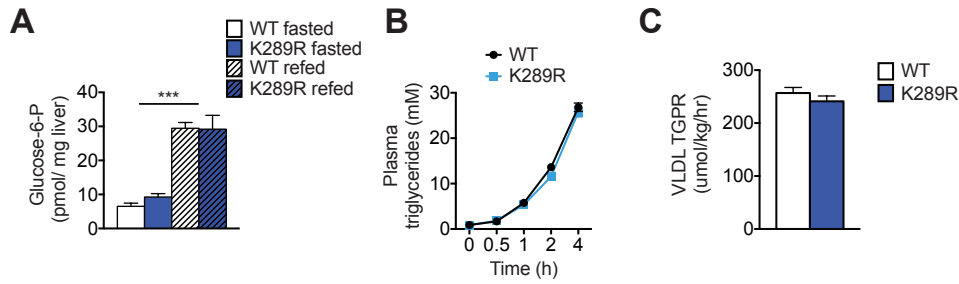 A
WT fasted
K289R fasted
WT refed
K289R refed
***
Glucose-6-P
(pmol/ mg liver)
40
30
20
10
0
B
WT
K289R
Plasma
triglycerides (mM)
30
20
10
0
0 0.5 1 2 4
Time (h)
C
WT
K289R
VLDL TGPR
(umol/kg/hr)
300
200
100
0